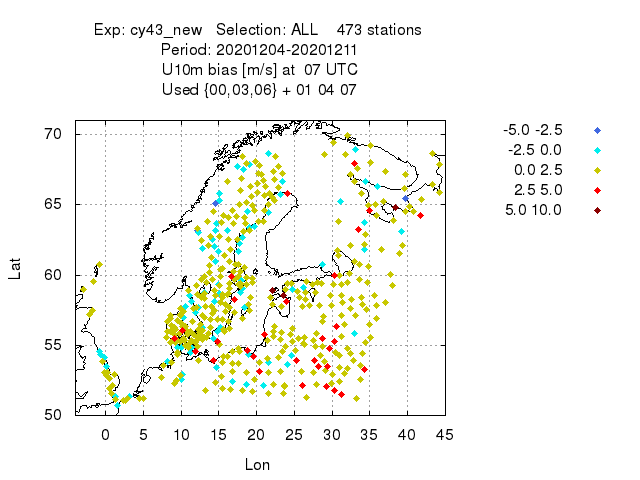 Exp: cy43_new   Selection: ALL    473 stations
Period: 20201204-20201211
U10m bias [m/s] at  07 UTC
Used {00,03,06} + 01 04 07
-5.0 -2.5
-2.5 0.0
0.0 2.5
2.5 5.0
5.0 10.0
70
65
60
55
50
Lat
0 5 10 15 20 25 30 35 40 45
Lon